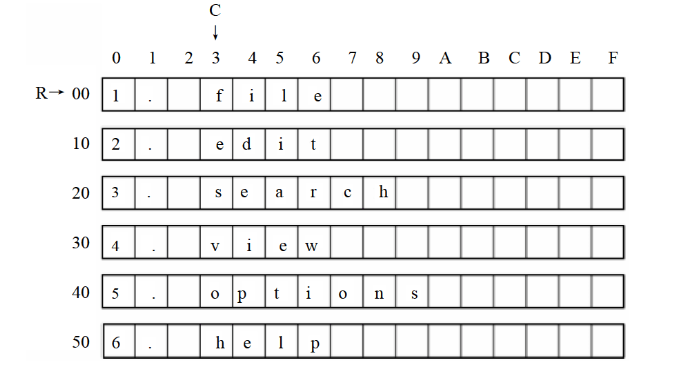 C
↓
0 1 2 3 4 5 6 7 8 9 A B C D E F
R→ 00 1 . f i l e
10 2 . e d i t
20 3 . s e a r c h
30 4 . v i e w
40 5 . o p t i o n s
50 6 . h e l p